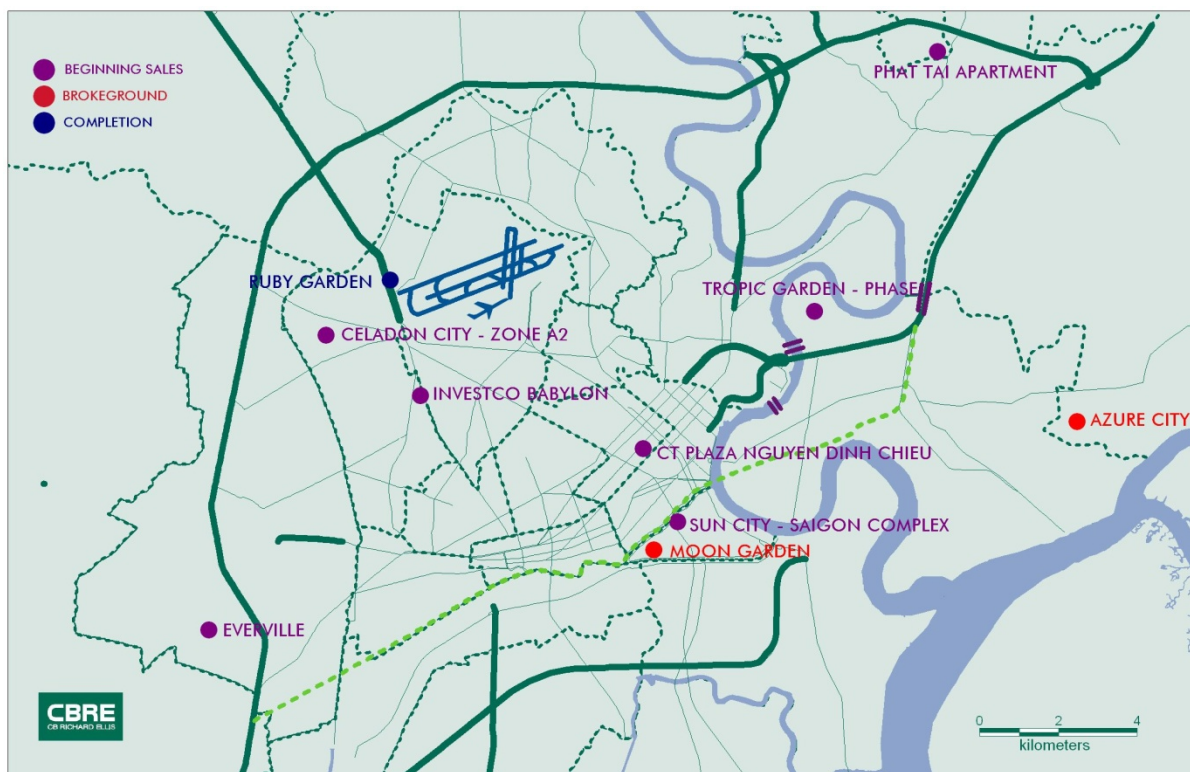 BEGINNING SALES
BROKEGROUND
COMPLETION
PHAT TAI APARTMENT
RUBY GARDEN
TROPIC GARDEN - PHASE
CELADON CITY - ZONE A2
INVESTCO BABYLON
AZURE CITY
CT PLAZA NGUYEN DINH CHIEU
SUN CITY - SAIGON COMPLEX
MOON GARDEN
EVERVILLE
CBRE
CB RICHARD ELLIS
0 2 4
kilometers